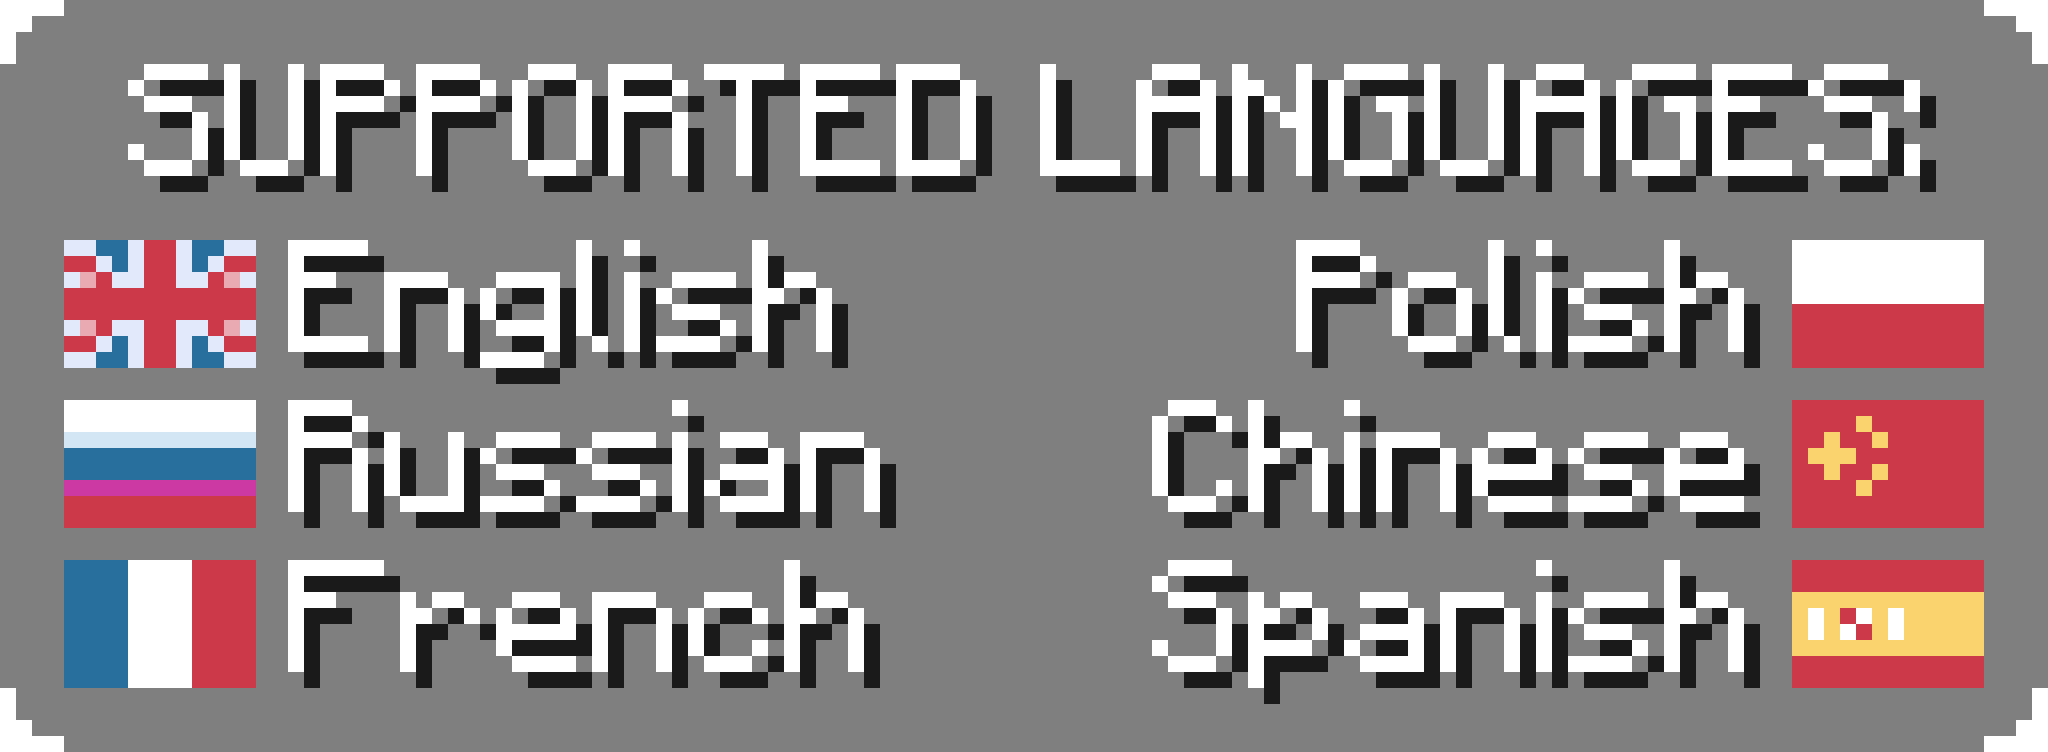 SUPPORTED LANGUAGES:
English Polish
Russian Chinese
French Spanish